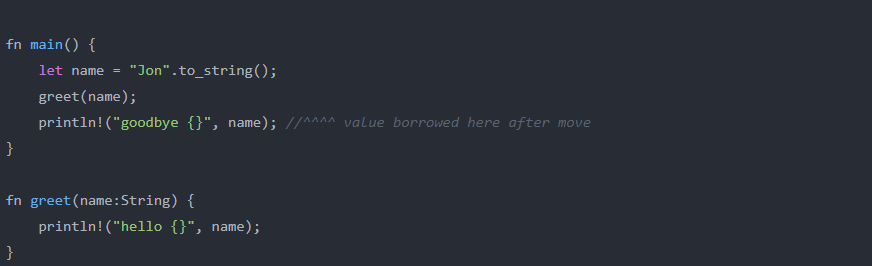 fn main() {
    let name = "Jon".to_string();
    greet(name);
    println!("goodbye {}", name); //^^^^ value borrowed here after move
}

fn greet(name:String) {
    println!("hello {}", name);
}